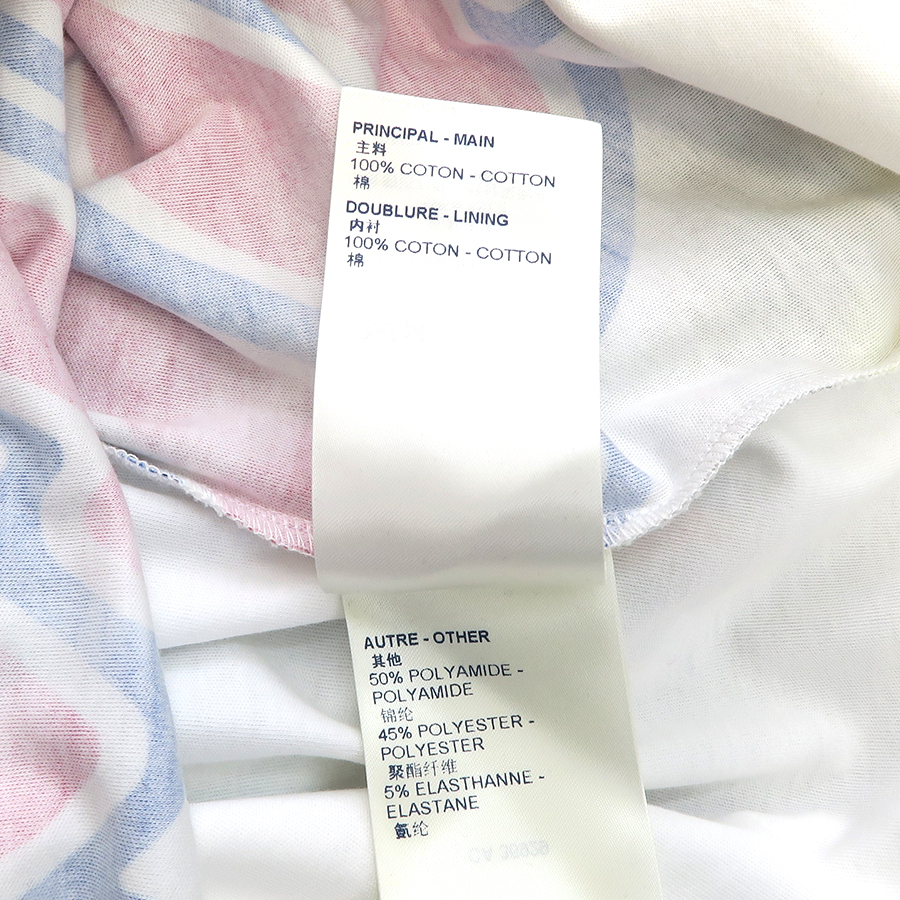 PRINCIPAL - MAIN
主料
100% COTON - COTTON
棉
DOUBLURE - LINING
内衬
100% COTON - COTTON
棉
AUTRE - OTHER
其他
50% POLYAMIDE -
POLYAMIDE
锦纶
45% POLYESTER -
POLYESTER
聚酯纤维
5% ELASTHANNE -
ELASTANE
氨纶